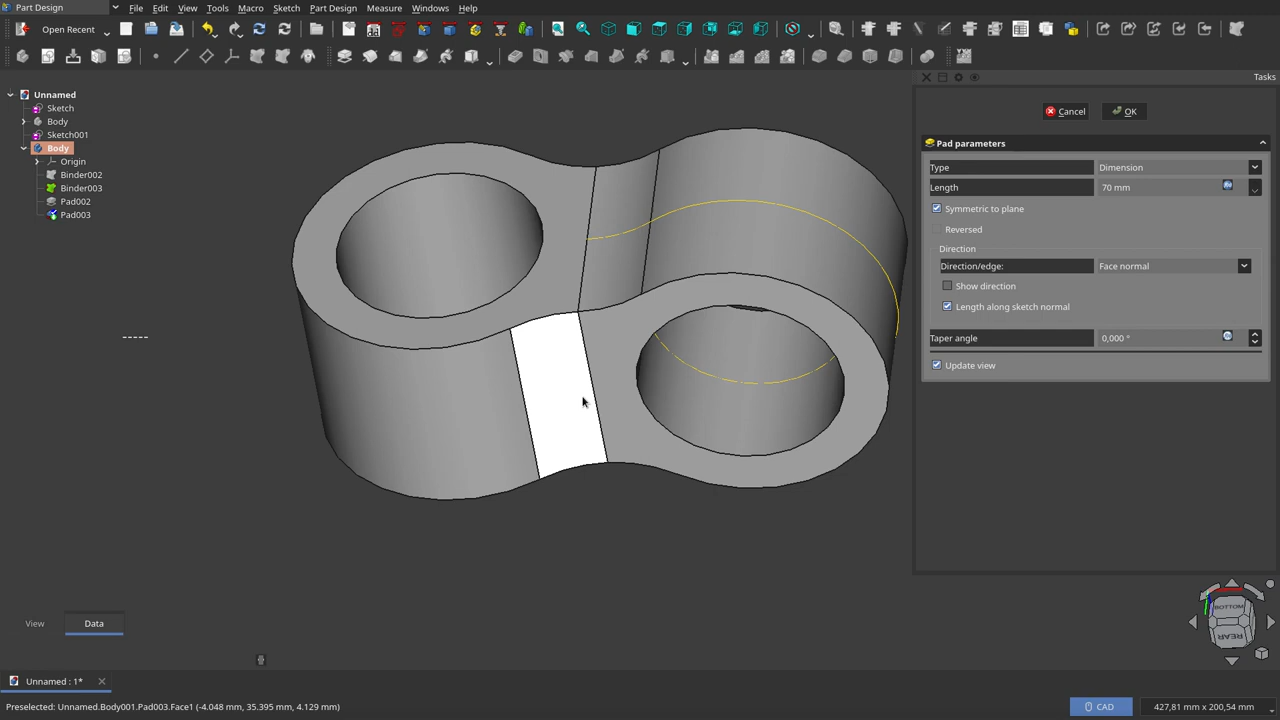 Part Design File Edit View Tools Macro Sketch Part Design Measure Windows Help
Open Recent
Tasks
Unnamed
Sketch
Body
Sketch001
Body
Origin
Binder002
Binder003
Pad002
Pad003
Cancel OK
Pad parameters
Type Dimension
Length 70 mm
Symmetric to plane
Reversed
Direction
Direction/edge: Face normal
Show direction
Length along sketch normal
Taper angle 0,000 °
Update view
BOTTOM
REAR
View Data
Unnamed : 1*
Preselected: Unnamed.Body001.Pad003.Face1 (-4.048 mm, 35.395 mm, 4.129 mm) CAD 427,81 mm x 200,54 mm